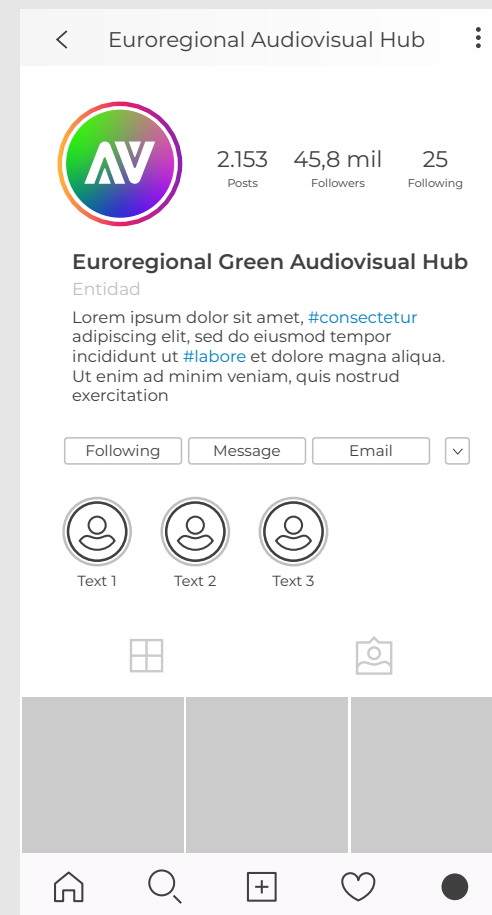 Euroregional Audiovisual Hub
AV
2.153 45,8 mil 25
Posts Followers Following
Euroregional Green Audiovisual Hub
Entidad
Lorem ipsum dolor sit amet, #consectetur
adipiscing elit, sed do eiusmod tempor
incididunt ut #labore et dolore magna aliqua.
Ut enim ad minim veniam, quis nostrud
exercitation
Following Message Email
Text 1 Text 2 Text 3